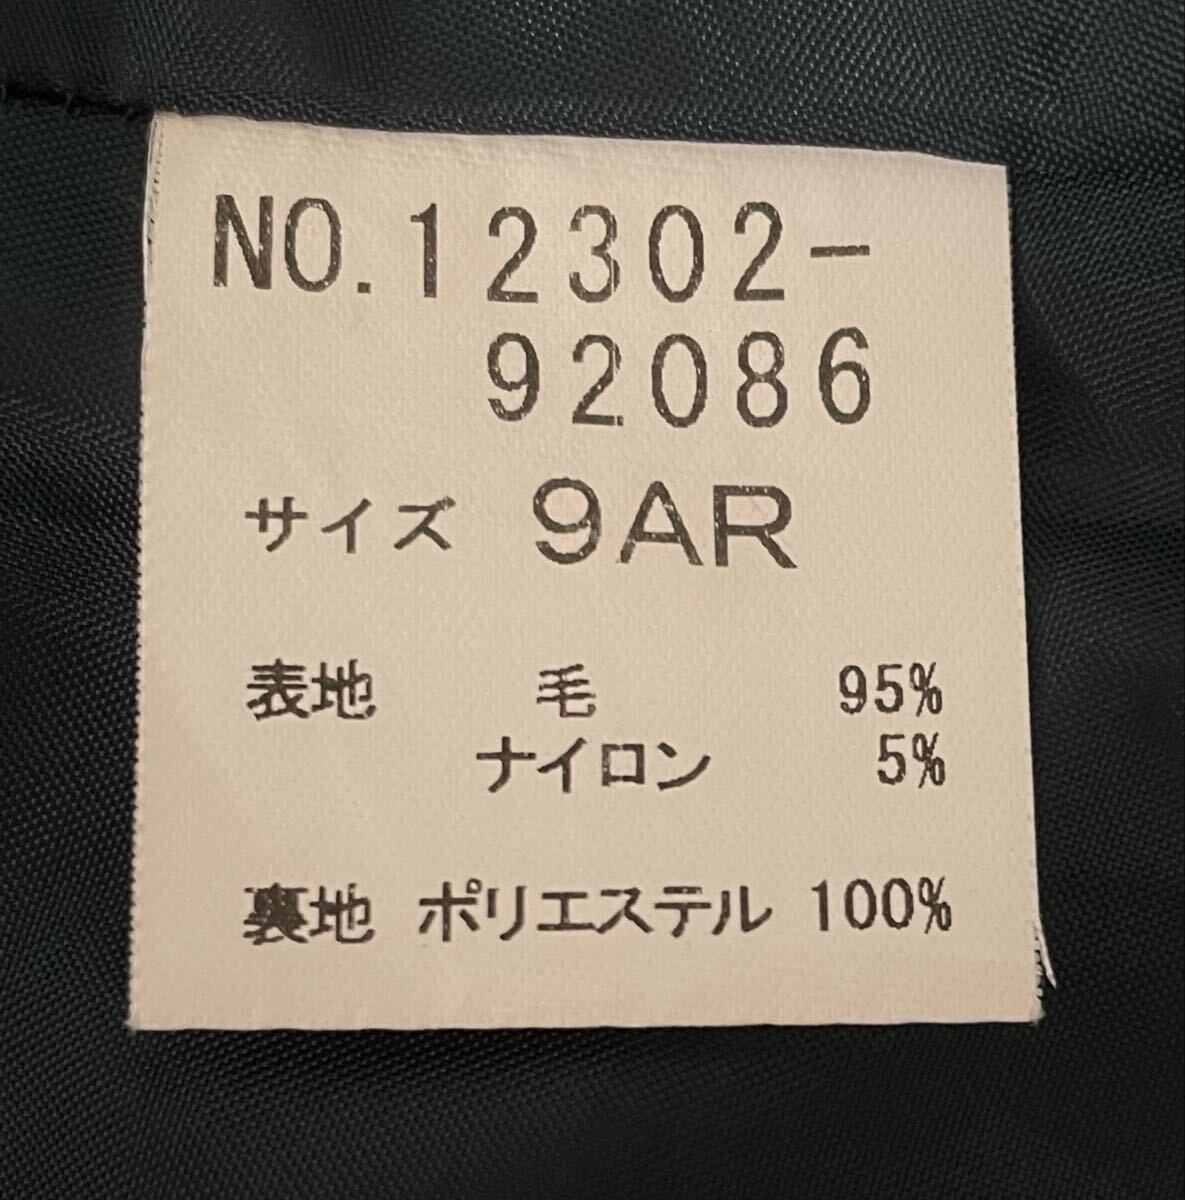 NO.12302-
92086
サイズ 9AR
表地 毛 95%
ナイロン 5%
裏地 ポリエステル 100%